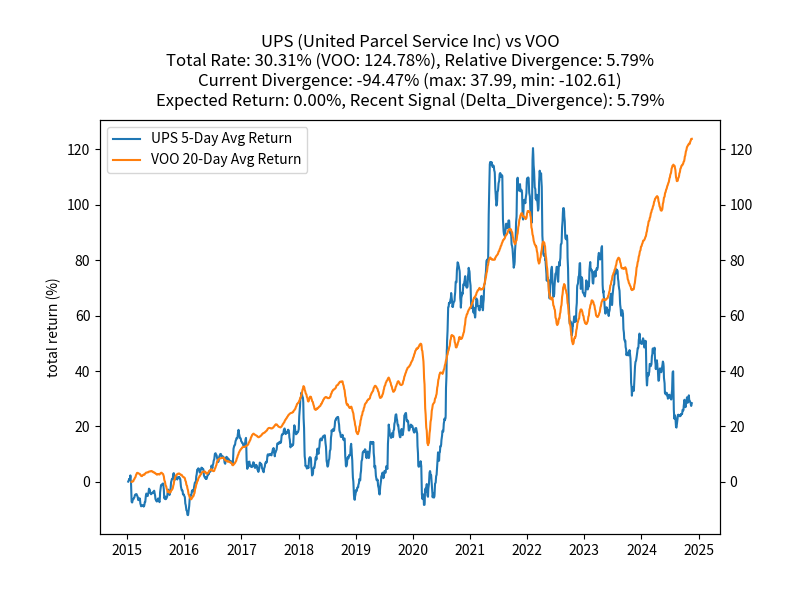 UPS (United Parcel Service Inc) vs VOO
Total Rate: 30.31% (VOO: 124.78%), Relative Divergence: 5.79%
Current Divergence: -94.47% (max: 37.99, min: -102.61)
Expected Return: 0.00%, Recent Signal (Delta_Divergence): 5.79%
UPS 5-Day Avg Return
VOO 20-Day Avg Return
total return (%)
120 120
100 100
80 80
60 60
40 40
20 20
0 0
2015 2016 2017 2018 2019 2020 2021 2022 2023 2024 2025